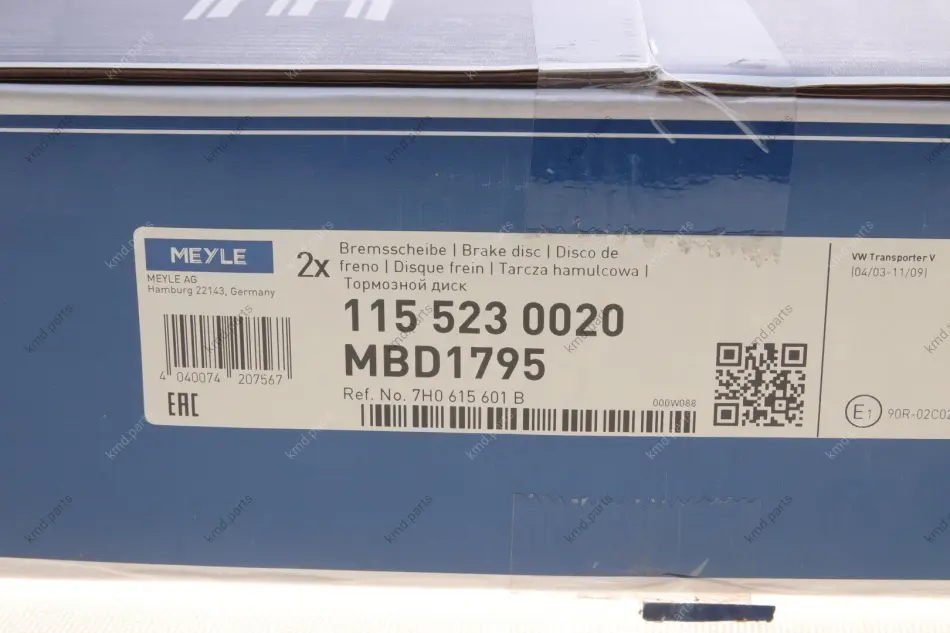 MEYLE
MEYLE AG
Hamburg 22143, Germany
4 040074 207567
EAC
2x
Bremsscheibe | Brake disc | Disco de
freno | Disque frein | Tarcza hamulcowa |
Тормозной диск
115 523 0020
MBD1795
Ref. No. 7H0 615 601 B
000W088
VW Transporter V
(04/03-11/09)
E1
90R-02C02
kmd.parts